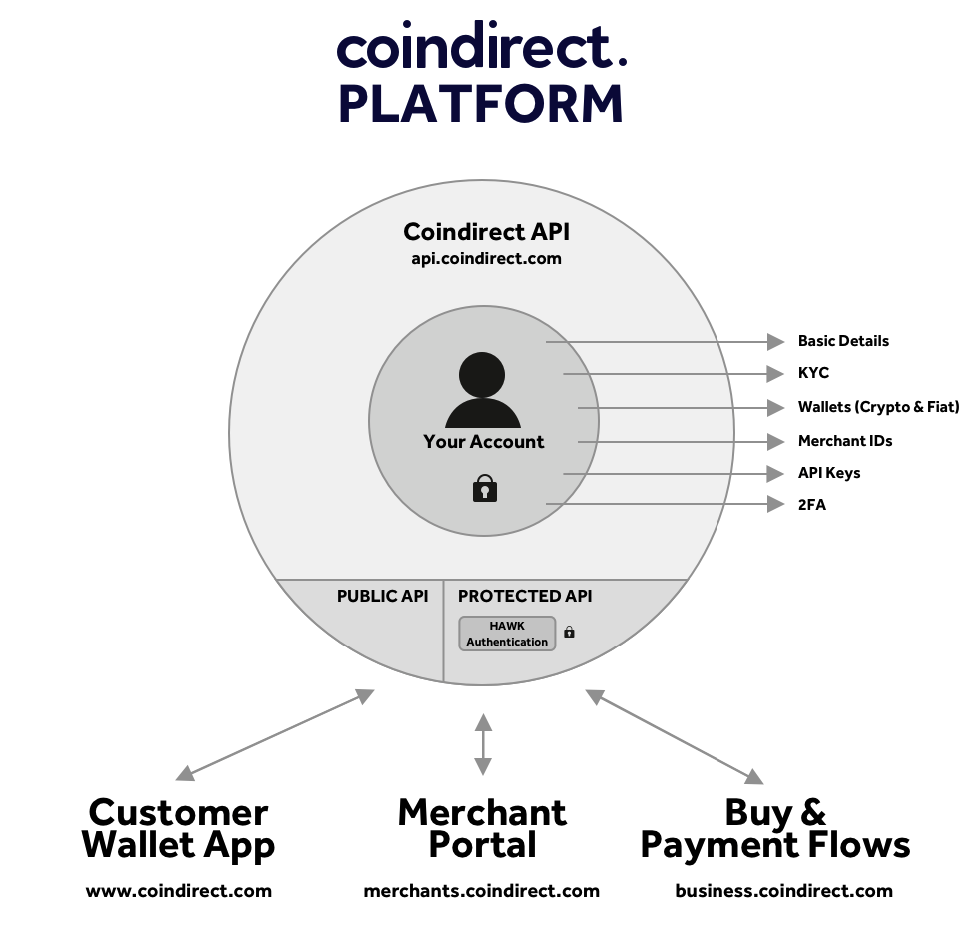 coindirect.
PLATFORM
Coindirect API
api.coindirect.com
Your Account
Basic Details
KYC
Wallets (Crypto & Fiat)
Merchant IDs
API Keys
2FA
PUBLIC API
PROTECTED API
HAWK
Authentication
Customer
Wallet App
www.coindirect.com
Merchant
Portal
merchants.coindirect.com
Buy &
Payment Flows
business.coindirect.com